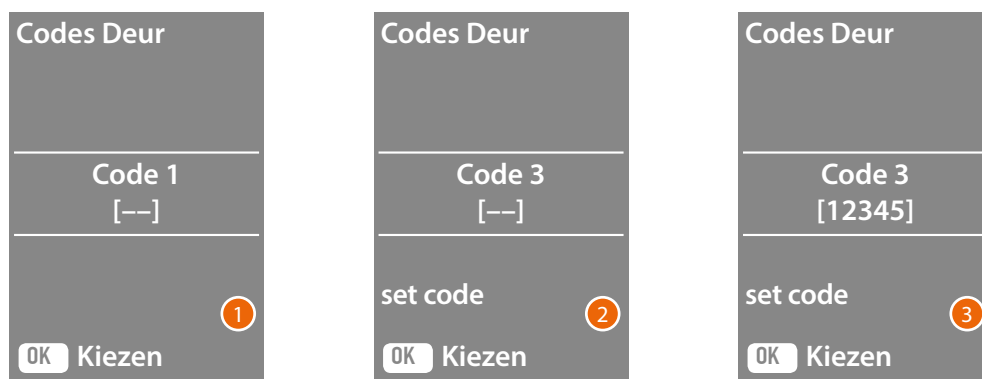 Codes Deur
Code 1
[––]
1
OK Kiezen
Codes Deur
Code 3
[––]
set code
2
OK Kiezen
Codes Deur
Code 3
[12345]
set code
3
OK Kiezen